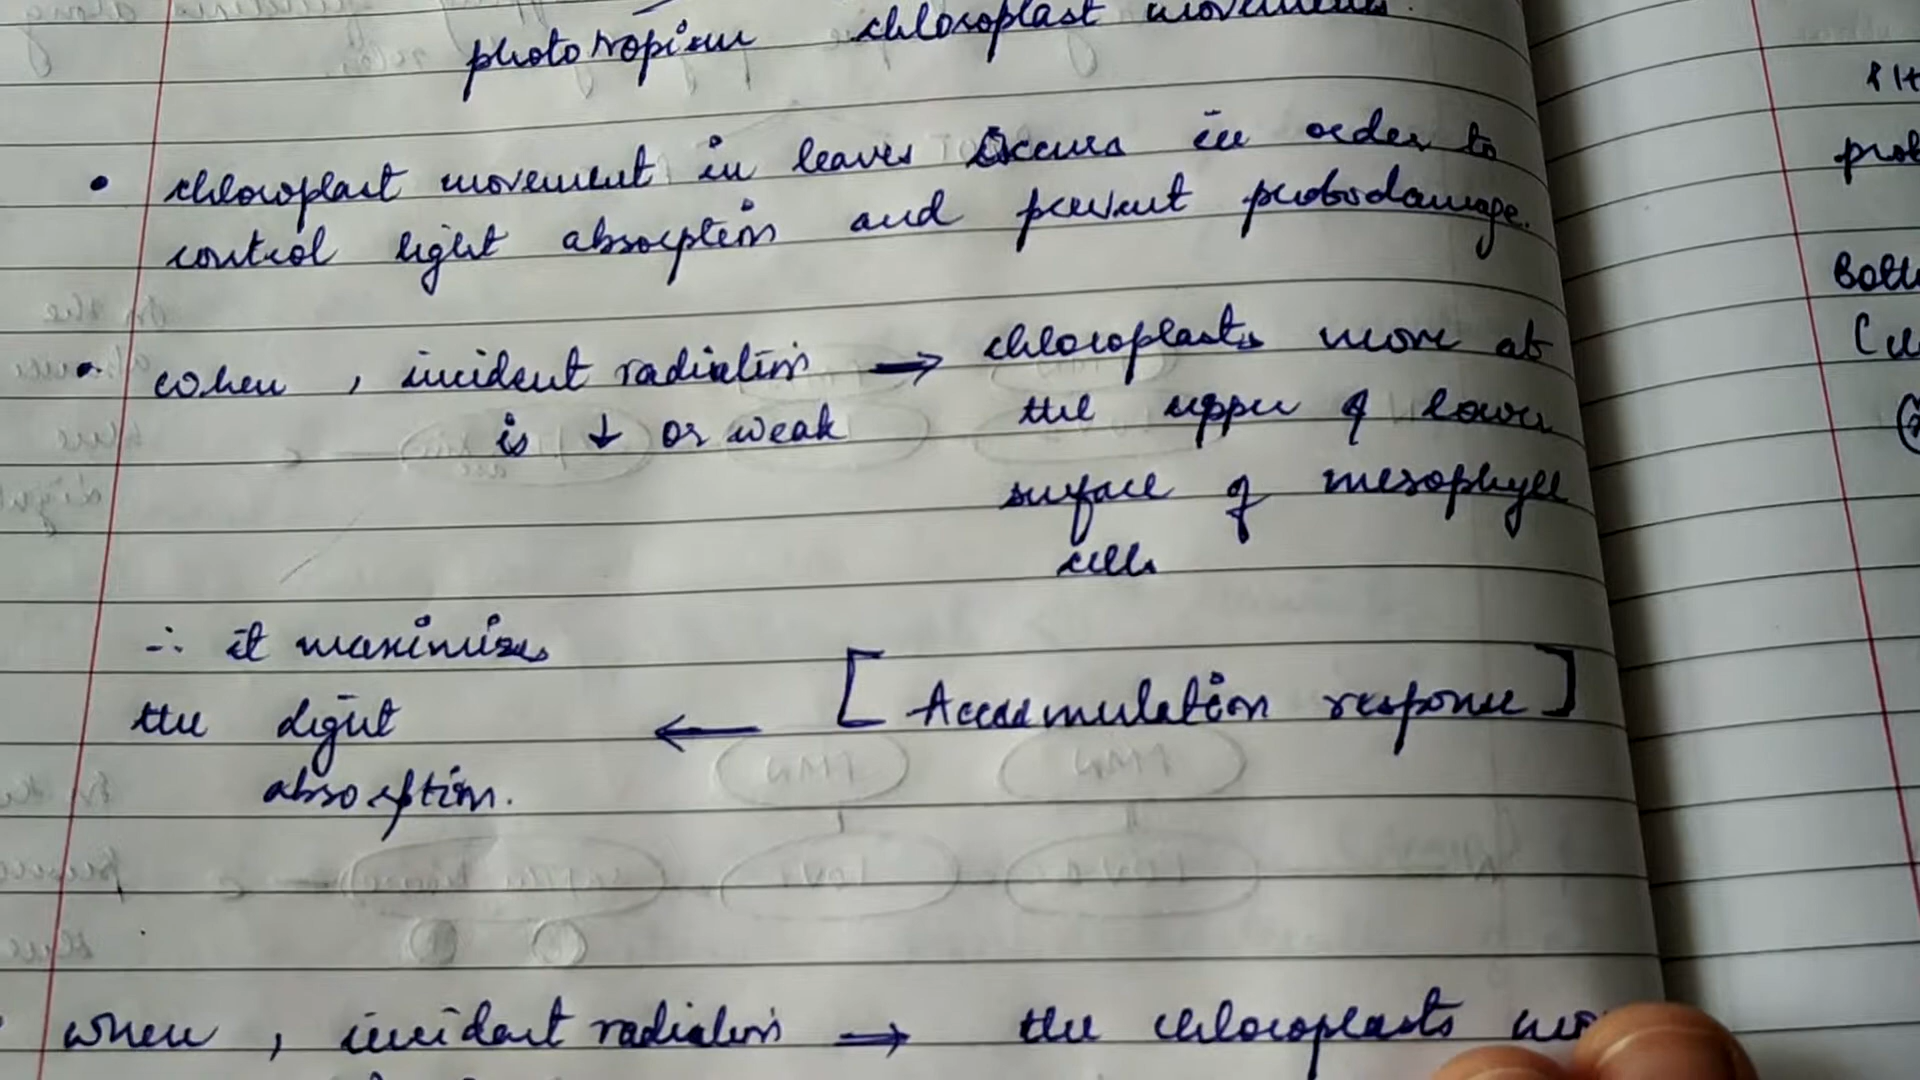 phototropism chloroplast movement.
• chloroplast movement in leaves occurs in order to
control light absorption and prevent photodamage.
• when, incident radiation → chloroplasts more at
is ↓ or weak the upper & lower
surface of mesophyll
cells
∴ it maximizes
the light ← [Accumulation response]
absorption.
when, incident radiation → the chloroplasts